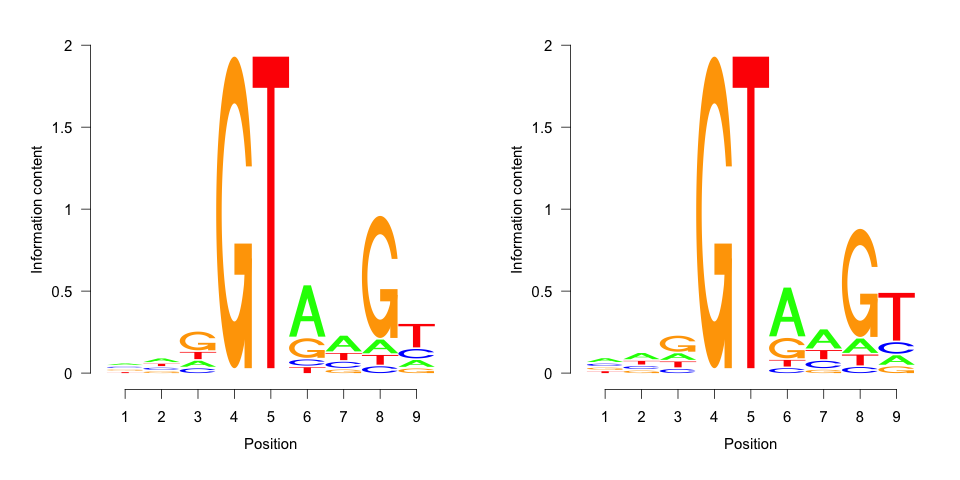 Information content
2
1.5
1
0.5
0
G T A C
G
T
A G C T
A T C G
G A T C
T C A G
1 2 3 4 5 6 7 8 9
Position
Information content
2
1.5
1
0.5
0
G A T C
G
T
A G T C
A T C G
G A T C
T C A G
1 2 3 4 5 6 7 8 9
Position